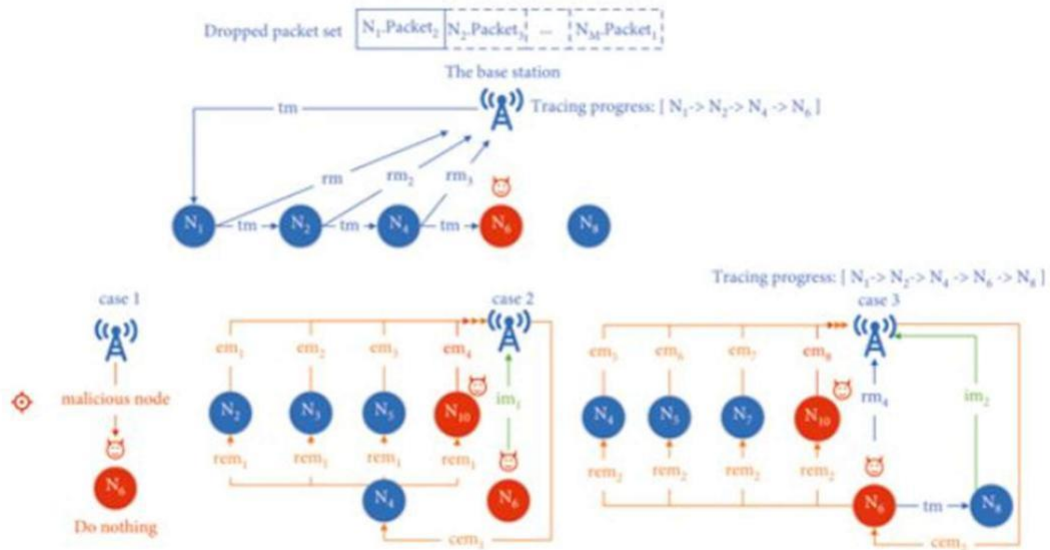 Dropped packet set N₁.Packet₂ N₂.Packet₃ ... N_M.Packet₁
The base station
Tracing progress: [ N₁-> N₂-> N₄ -> N₆ ]
tm
rm rm₂ rm₃
N₁ tm N₂ tm N₄ tm N₆ N₈
Tracing progress: [ N₁-> N₂-> N₄ -> N₆ -> N₈ ]
case 1
malicious node
N₆
Do nothing
case 2
em₁ em₂ em₃ em₄
N₂ N₃ N₅ N₁₀ im₁
rem₁ rem₁ rem₁ rem₁
N₄ N₆
cem₁
case 3
em₅ em₆ em₇ em₈
N₄ N₅ N₇ N₁₀ rm₄ im₂
rem₂ rem₂ rem₂ rem₂
N₆ tm N₈